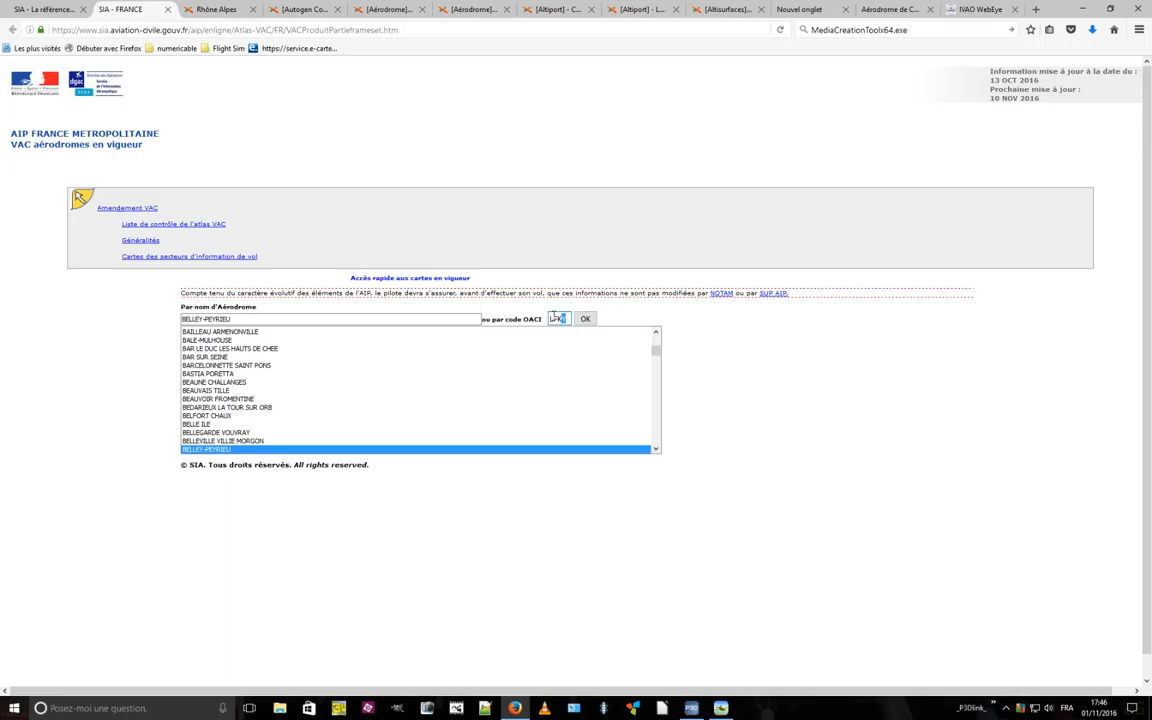 SIA - La référence...
SIA - FRANCE
Rhône Alpes
[Autogen Co...
[Aérodrome]...
[Aérodrome]...
[Altiport] - C...
[Altiport] - L...
[Altisurfaces]...
Nouvel onglet
Aérodrome de C...
IVAO WebEye
https://www.sia.aviation-civile.gouv.fr/aip/enligne/Atlas-VAC/FR/VACProduitPartieframeset.htm
MediaCreationToolx64.exe
Les plus visités
Débuter avec Firefox
numericable
Flight Sim
https://service.e-carte...
Information mise à jour à la date du :
13 OCT 2016
Prochaine mise à jour :
10 NOV 2016
dgac
AIP FRANCE METROPOLITAINE
VAC aérodromes en vigueur
Amendement VAC
Liste de contrôle de l'atlas VAC
Généralités
Cartes des secteurs d'information de vol
Accès rapide aux cartes en vigueur
Compte tenu du caractère évolutif des éléments de l'AIP, le pilote devra s'assurer, avant d'effectuer son vol, que ces informations ne sont pas modifiées par NOTAM ou par SUP AIP.
Par nom d'Aérodrome
BELLEY-PEYRIEU ou par code OACI OK
BAILLEAU ARMENONVILLE
BALE-MULHOUSE
BAR LE DUC LES HAUTS DE CHEE
BAR SUR SEINE
BARCELONNETTE SAINT PONS
BASTIA PORETTA
BEAUNE CHALLANGES
BEAUVAIS TILLE
BEAUVOIR FROMENTINE
BEDARIEUX LA TOUR SUR ORB
BELFORT CHAUX
BELLE ILE
BELLEGARDE VOUVRAY
BELLEVILLE VILLIE MORGON
BELLEY-PEYRIEU
© SIA. Tous droits réservés. All rights reserved.
Posez-moi une question.
_P3Dlink_
FRA
17:46
01/11/2016